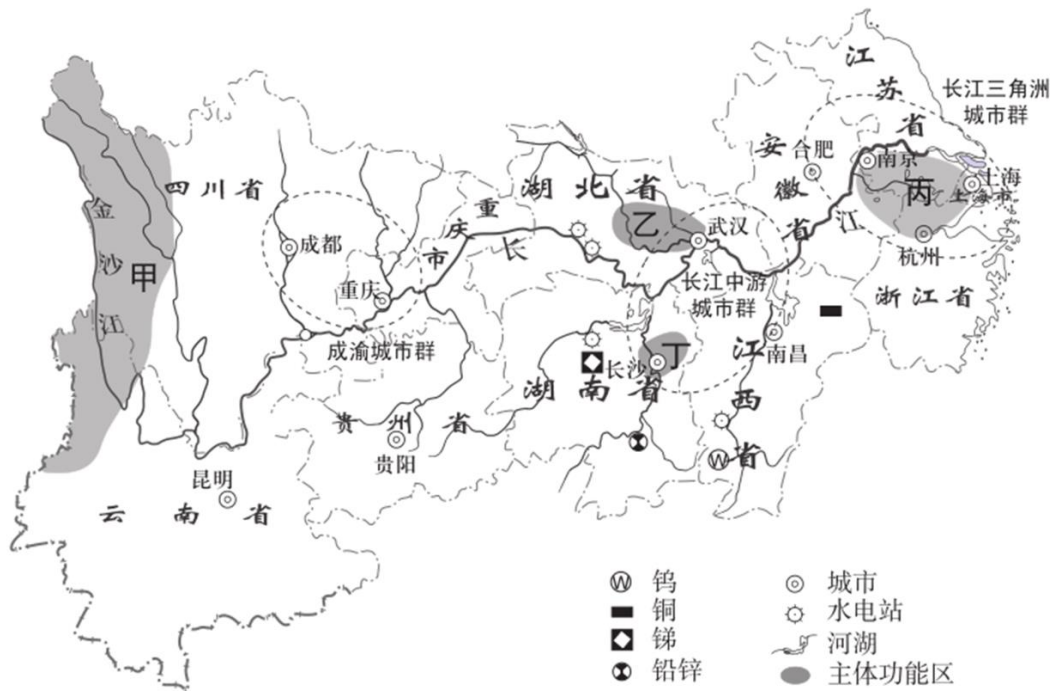 江苏省
长江三角洲
城市群
安徽省
合肥
南京
上海
上海市
丙
杭州
浙江省
四川省
金沙江
甲
成都
重庆
重庆市
成渝城市群
湖北省
乙
武汉
长江
长江中游
城市群
丁
长沙
湖南省
南昌
江西省
贵州省
贵阳
昆明
云南省
W
W 钨
铜
锑
铅锌
城市
水电站
河湖
主体功能区